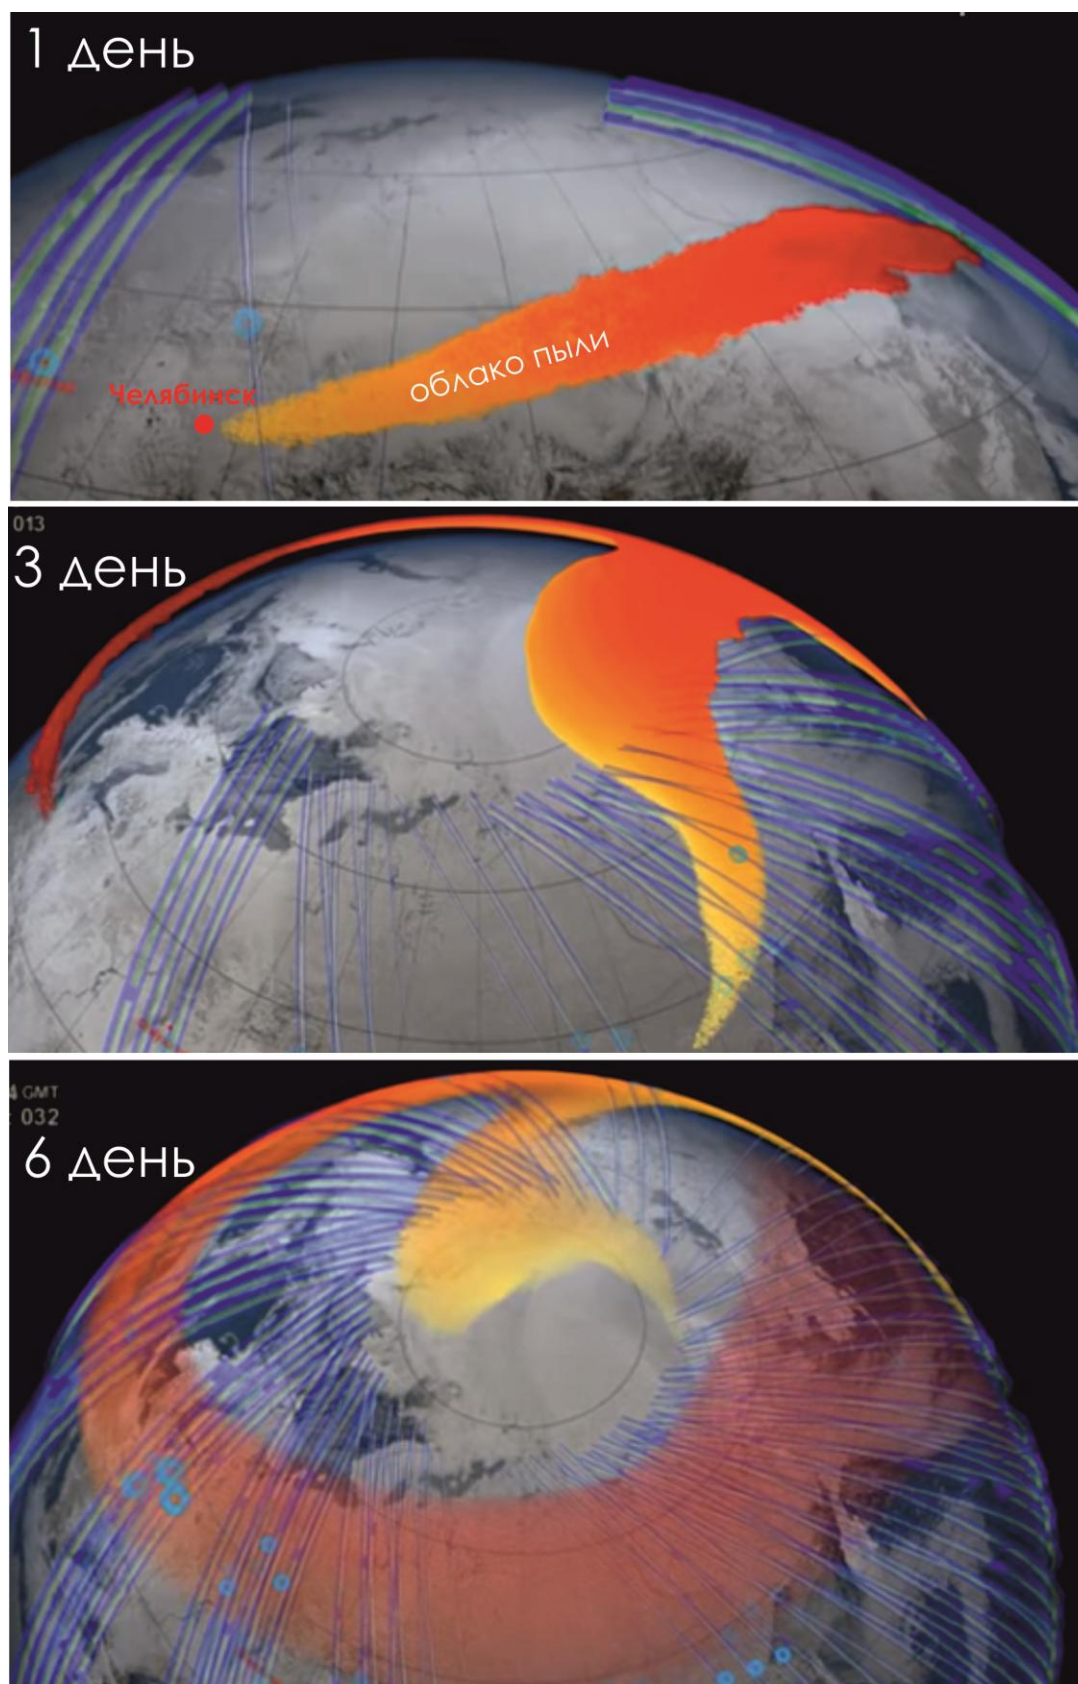 1 день
облако пыли
Челябинск
013
3 день
GMT
032
6 день